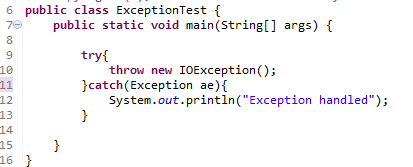 6 public class ExceptionTest {
7 public static void main(String[] args) {
8
9 try{
10 throw new IOException();
11 }catch(Exception ae){
12 System.out.println("Exception handled");
13 }
14
15 }
16 }